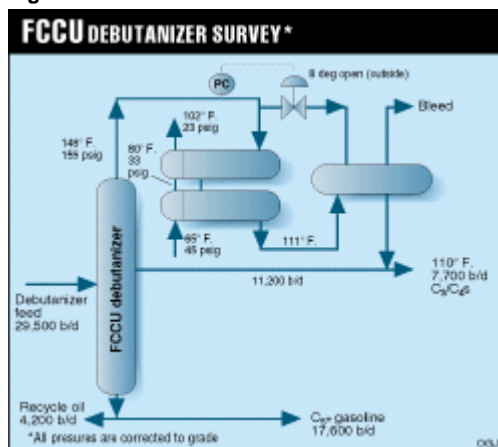 FCCU DEBUTANIZER SURVEY*
PC
8 deg open (outside)
Bleed
102° F.
23 psig
146° F.
155 psig
80° F.
33
psig
65° F.
45 psig
111° F.
FCCU debutanizer
11,200 b/d
110° F.
7,700 b/d
C₃/C₄s
Debutanizer
feed
29,500 b/d
Recycle oil
4,200 b/d
C₅+ gasoline
17,600 b/d
*All presures are corrected to grade